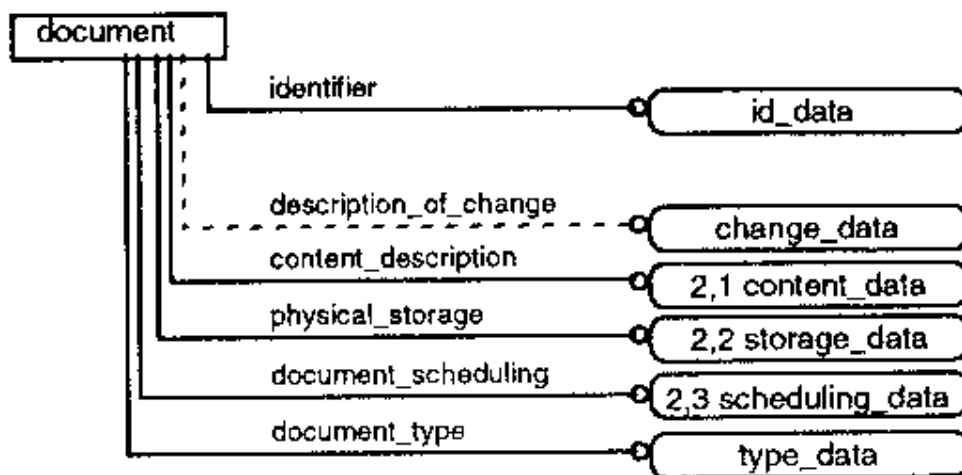 document
identifier
id_data
description_of_change
change_data
content_description
2,1 content_data
physical_storage
2,2 storage_data
document_scheduling
2,3 scheduling_data
document_type
type_data